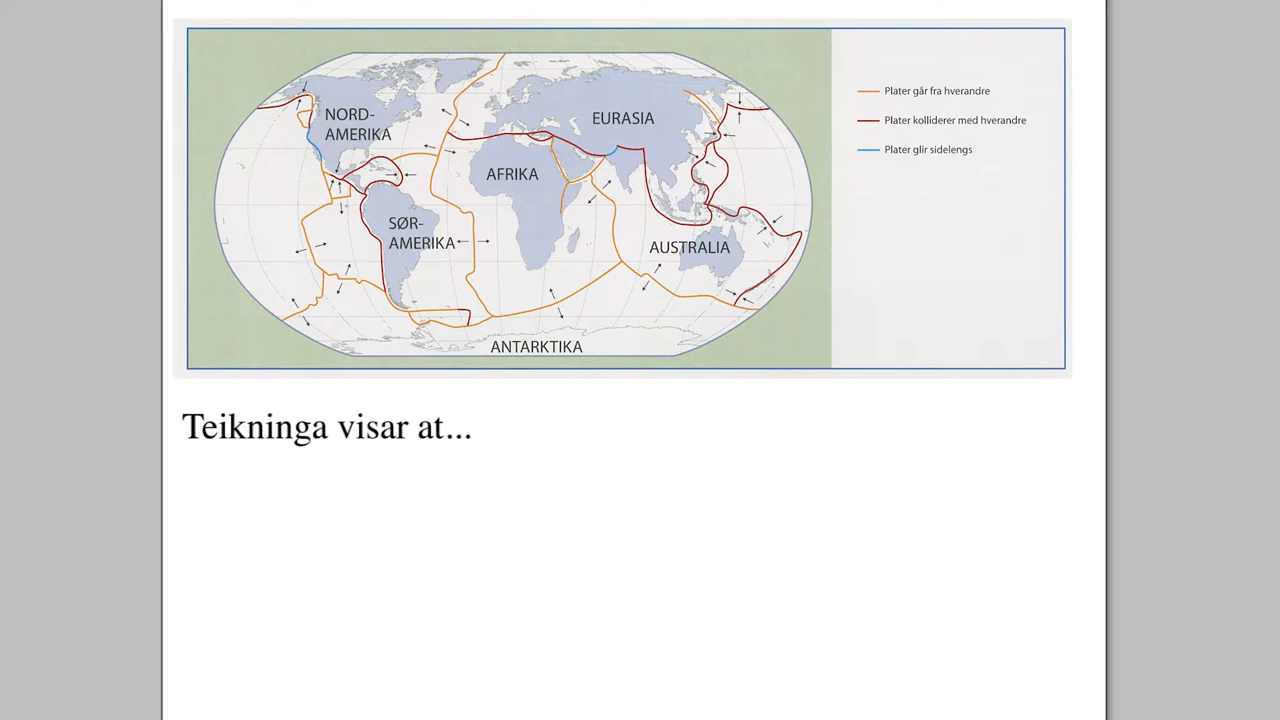 NORD-
AMERIKA
EURASIA
AFRIKA
SØR-
AMERIKA
AUSTRALIA
ANTARKTIKA
Plater går fra hverandre
Plater kolliderer med hverandre
Plater glir sidelengs
Teikninga visar at...